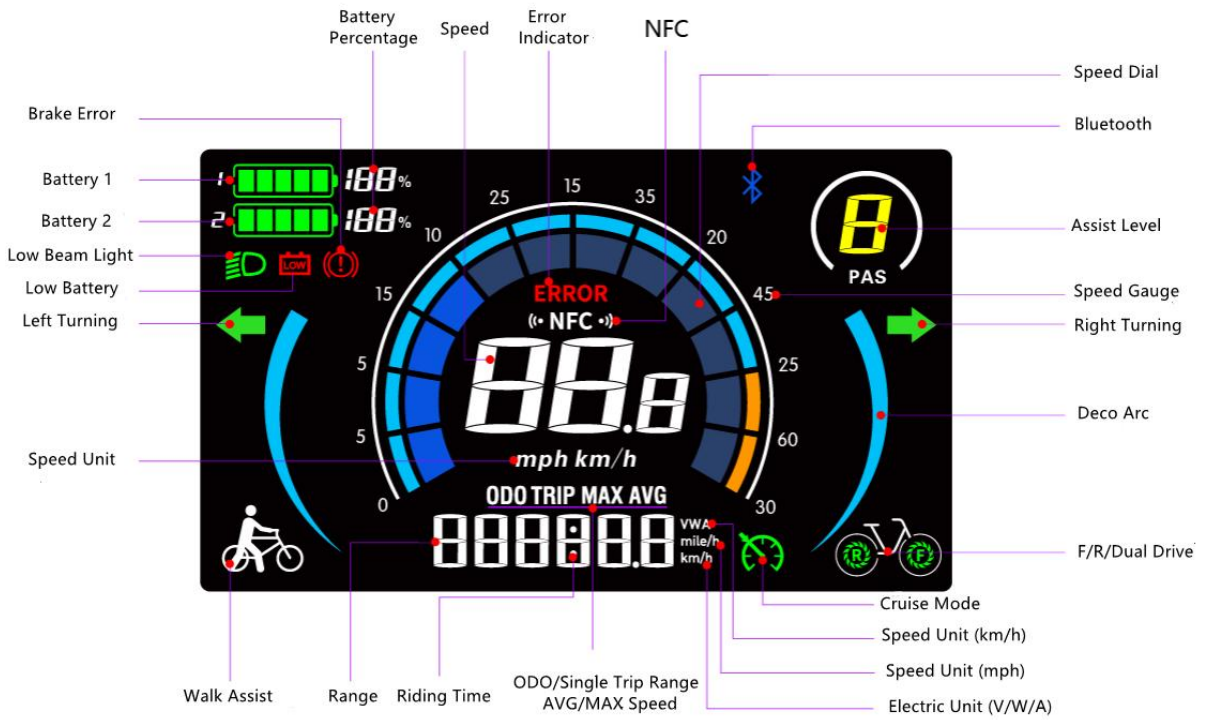 Battery
Percentage
Speed
Error
Indicator
NFC
Speed Dial
Brake Error
Bluetooth
Battery 1
1
188%
Battery 2
2
188%
Low Beam Light
LOW
Low Battery
Left Turning
Assist Level
8
PAS
Speed Gauge
Right Turning
0
5
5
15
10
25
15
35
20
45
25
60
30
ERROR
NFC
88.8
Deco Arc
Speed Unit
mph km/h
ODO TRIP MAX AVG
8888:8.8
VWA
mile/h
km/h
R
F
F/R/Dual Drive
Cruise Mode
Speed Unit (km/h)
Speed Unit (mph)
Electric Unit (V/W/A)
Walk Assist
Range
Riding Time
ODO/Single Trip Range
AVG/MAX Speed